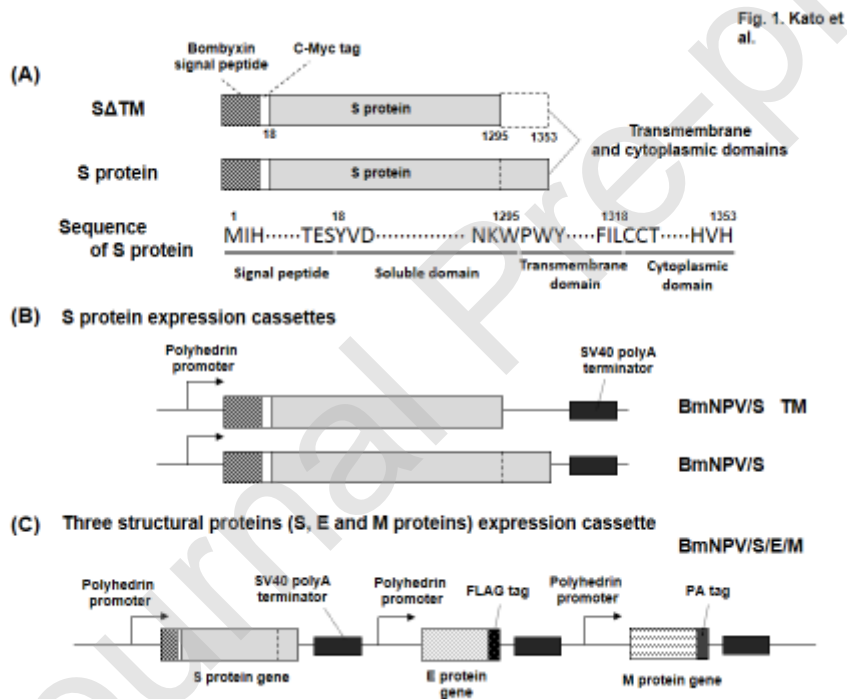 Fig. 1. Kato et
al.
Bombyxin
signal peptide
C-Myc tag
(A)
SΔTM
S protein
18
1295
1353
Transmembrane
and cytoplasmic domains
S protein
S protein
Sequence
of S protein
1 18 1295 1318 1353
MIH······TESYVD················NKWPWY·····FILCCT·····HVH
Signal peptide
Soluble domain
Transmembrane
domain
Cytoplasmic
domain
(B) S protein expression cassettes
Polyhedrin
promoter
SV40 polyA
terminator
BmNPV/S TM
BmNPV/S
(C) Three structural proteins (S, E and M proteins) expression cassette
BmNPV/S/E/M
Polyhedrin
promoter
SV40 polyA
terminator
Polyhedrin
promoter
FLAG tag
Polyhedrin
promoter
PA tag
S protein gene
E protein
gene
M protein gene
Journal Pre-p